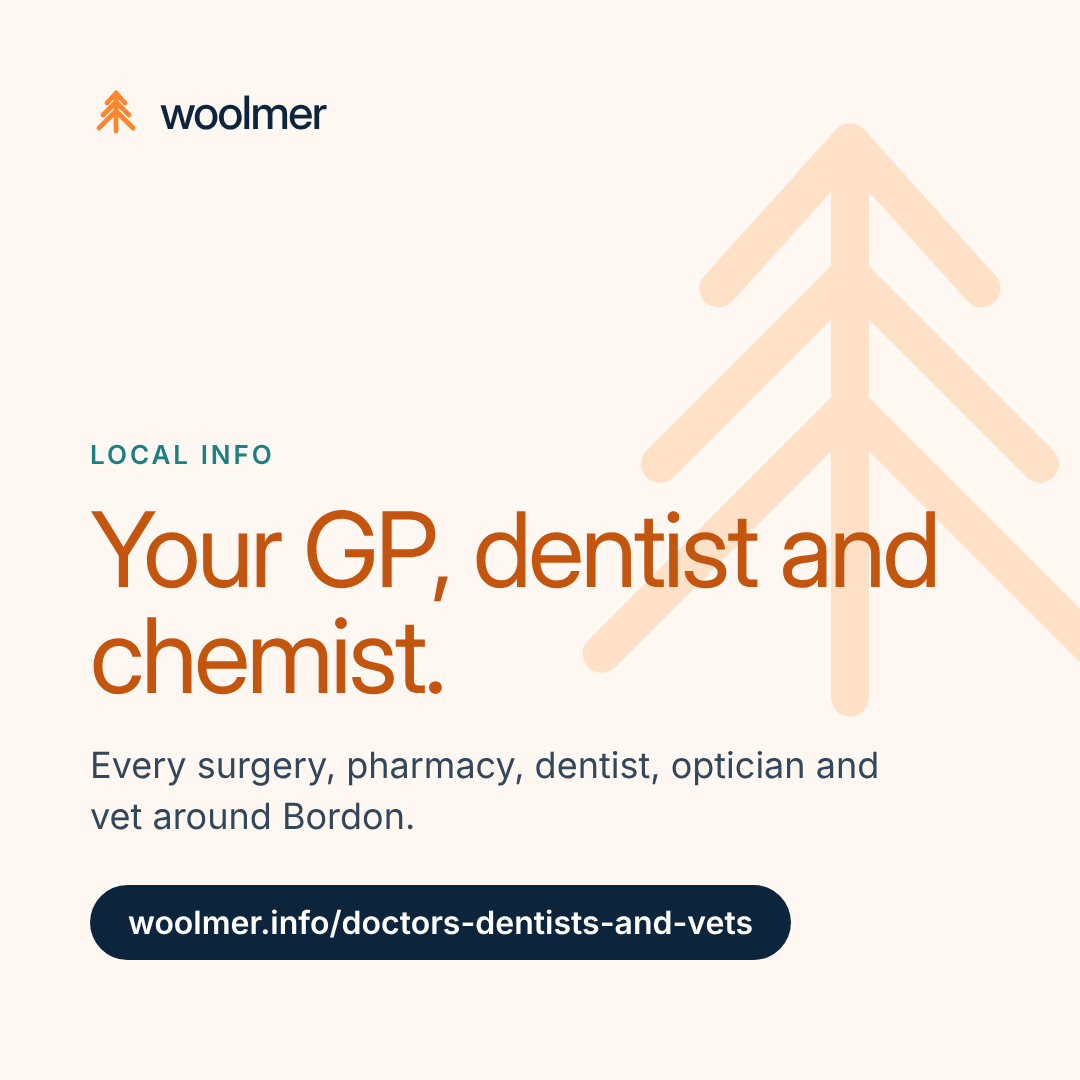 woolmer
LOCAL INFO
Your GP, dentist and
chemist.
Every surgery, pharmacy, dentist, optician and
vet around Bordon.
woolmer.info/doctors-dentists-and-vets